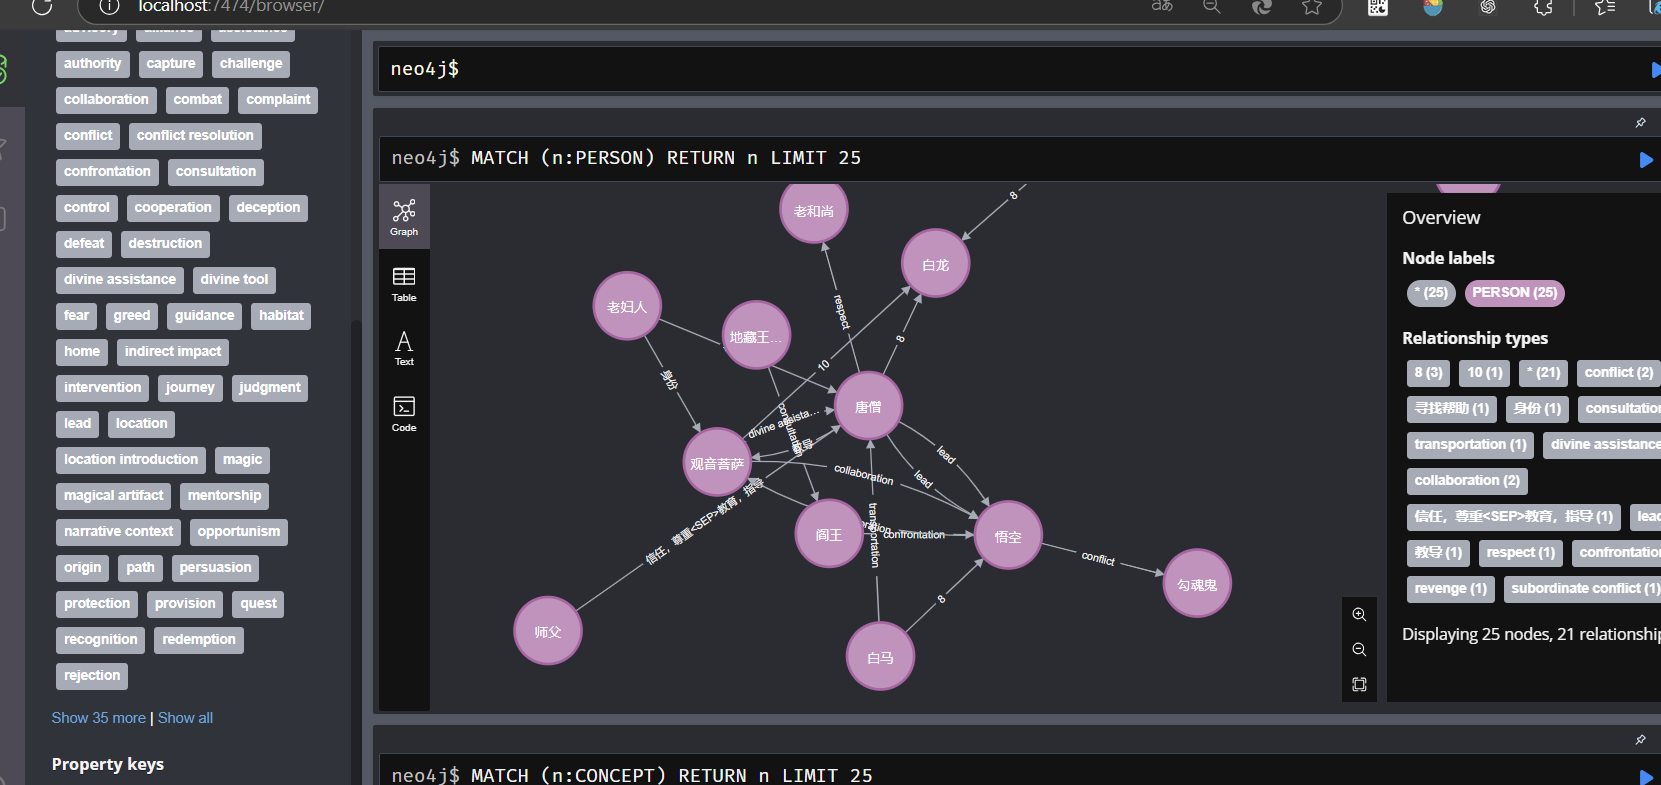 localhost:7474/browser/
advisory alliance assistance
authority capture challenge
collaboration combat complaint
conflict conflict resolution
confrontation consultation
control cooperation deception
defeat destruction
divine assistance divine tool
fear greed guidance habitat
home indirect impact
intervention journey judgment
lead location
location introduction magic
magical artifact mentorship
narrative context opportunism
origin path persuasion
protection provision quest
recognition redemption
rejection
Show 35 more | Show all
Property keys
neo4j$
neo4j$ MATCH (n:PERSON) RETURN n LIMIT 25
Graph
Table
Text
Code
老和尚
白龙
老妇人
地藏王...
唐僧
观音菩萨
阎王
悟空
勾魂鬼
师父
白马
8
respect
8
10
身份
divine assista...
consultation
教导
lead
lead
collaboration
信任，尊重<SEP>教育，指导
transportation
confrontation
conflict
8
Overview
Node labels
* (25) PERSON (25)
Relationship types
8 (3) 10 (1) * (21) conflict (2)
寻找帮助 (1) 身份 (1) consultation
transportation (1) divine assistance
collaboration (2)
信任，尊重<SEP>教育，指导 (1) lead
教导 (1) respect (1) confrontation
revenge (1) subordinate conflict (1)
Displaying 25 nodes, 21 relationship
neo4j$ MATCH (n:CONCEPT) RETURN n LIMIT 25